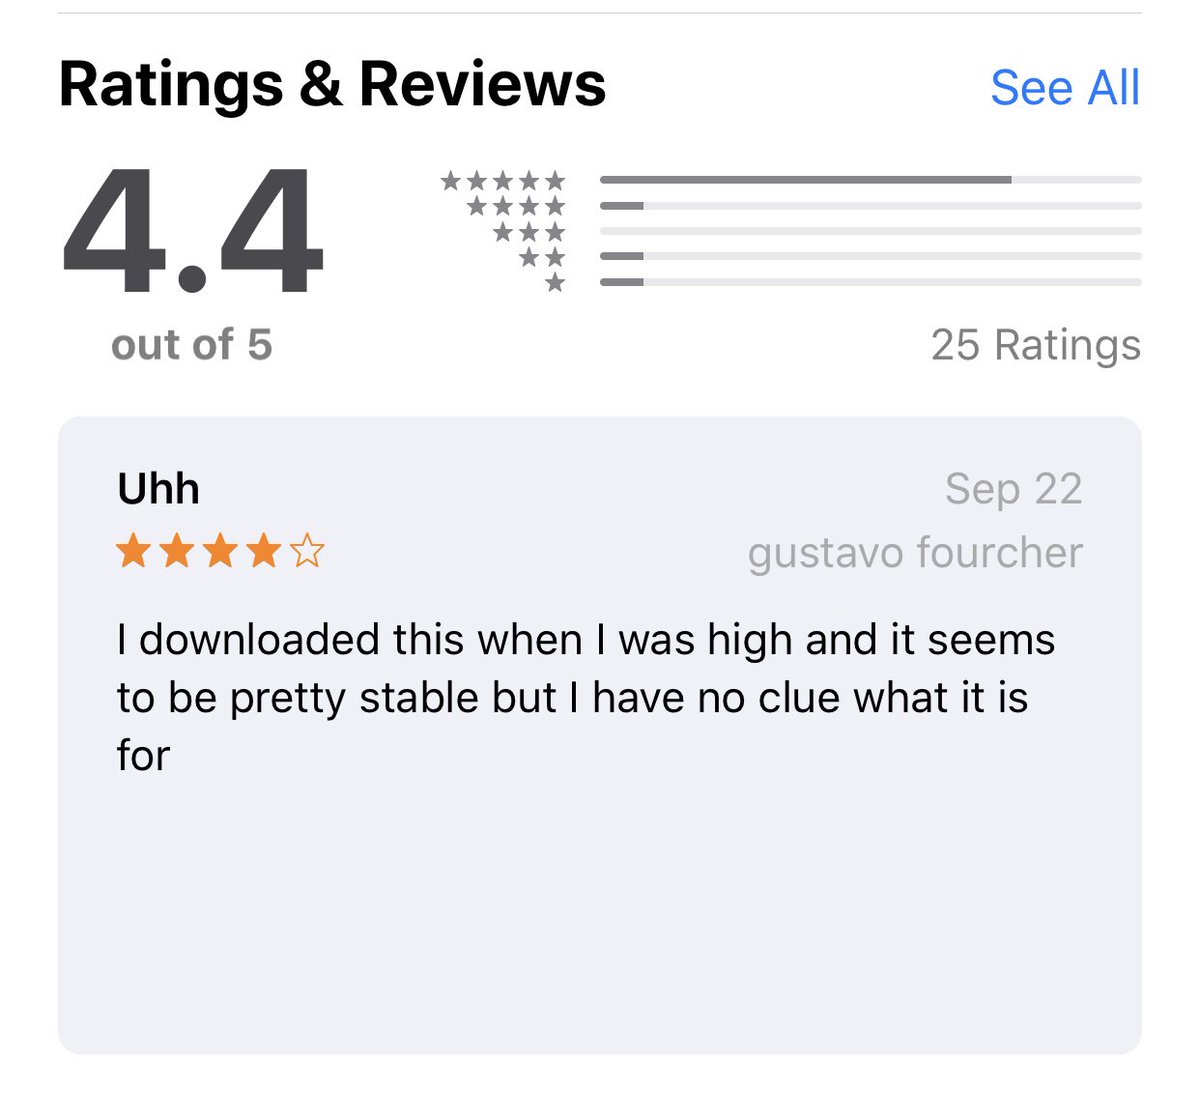 Ratings & Reviews
See All
4.4
out of 5
25 Ratings
Uhh
Sep 22
gustavo fourcher
I downloaded this when I was high and it seems
to be pretty stable but I have no clue what it is
for